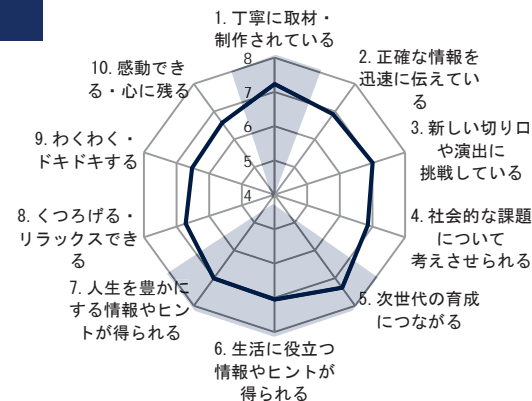 1. 丁寧に取材・
制作されている
2. 正確な情報を
迅速に伝えてい
る
3. 新しい切り口
や演出に
挑戦している
4. 社会的な課題
について
考えさせられる
5. 次世代の育成
につながる
6. 生活に役立つ
情報やヒントが
得られる
7. 人生を豊かに
する情報やヒン
トが得られる
8. くつろげる・
リラックスでき
る
9. わくわく・
ドキドキする
10. 感動でき
る・心に残る
8
7
6
5
4